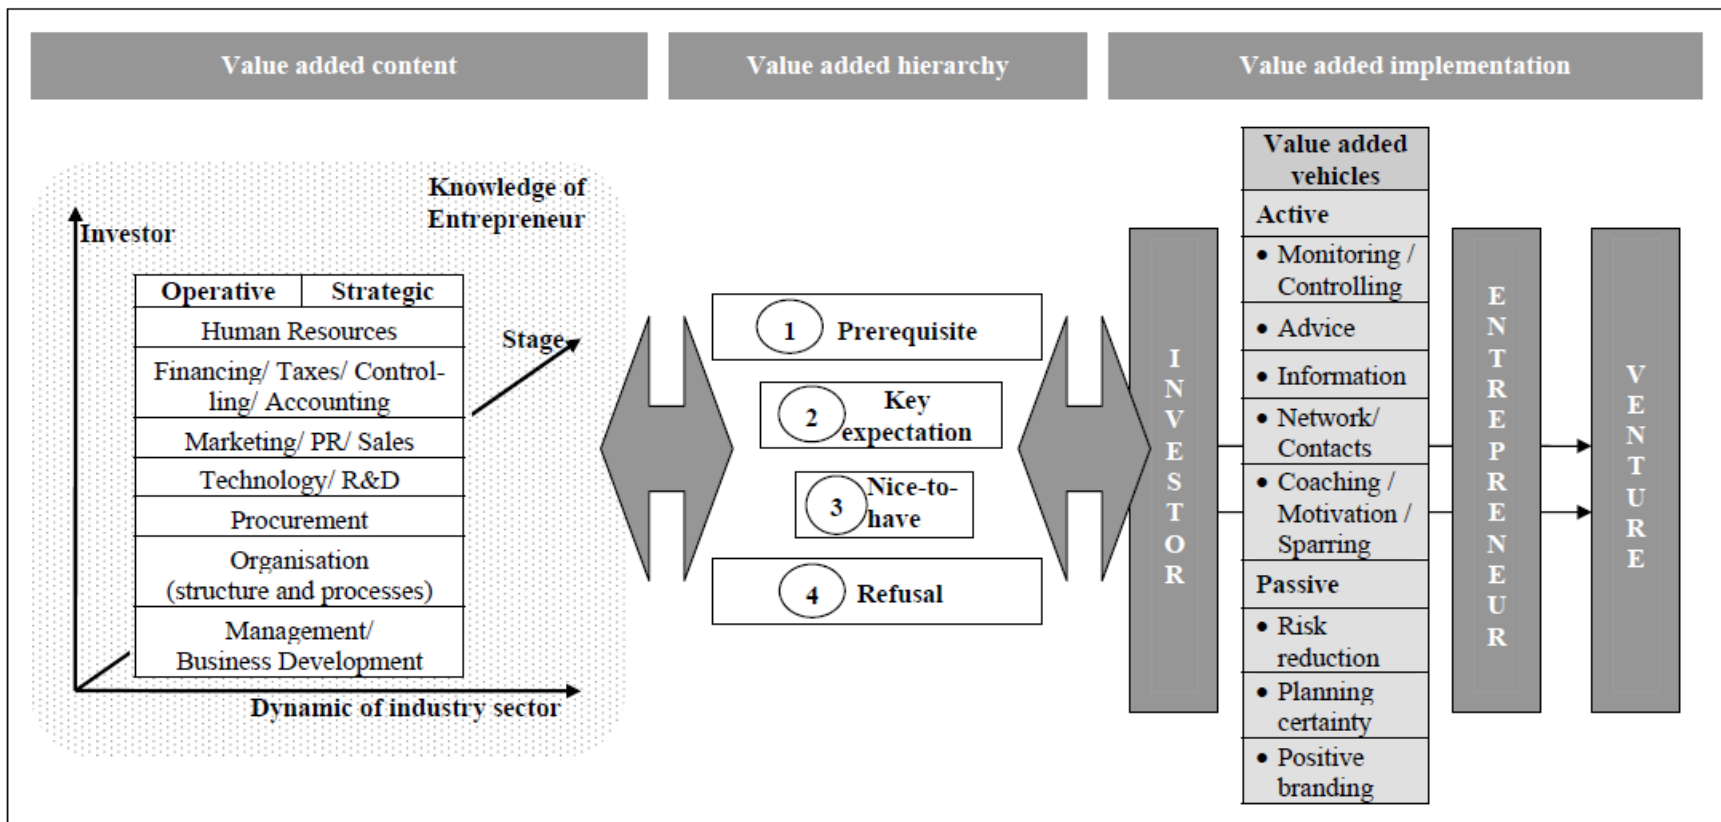 Value added content
Value added hierarchy
Value added implementation
Knowledge of
Entrepreneur
Investor
Operative
Strategic
Human Resources
Financing/ Taxes/ Control-
ling/ Accounting
Marketing/ PR/ Sales
Technology/ R&D
Procurement
Organisation
(structure and processes)
Management/
Business Development
Stage
Dynamic of industry sector
1 Prerequisite
2 Key
expectation
3 Nice-to-
have
4 Refusal
INVESTOR
Value added
vehicles
Active
• Monitoring /
Controlling
• Advice
• Information
• Network/
Contacts
• Coaching /
Motivation /
Sparring
Passive
• Risk
reduction
• Planning
certainty
• Positive
branding
ENTREPRENEUR
VENTURE